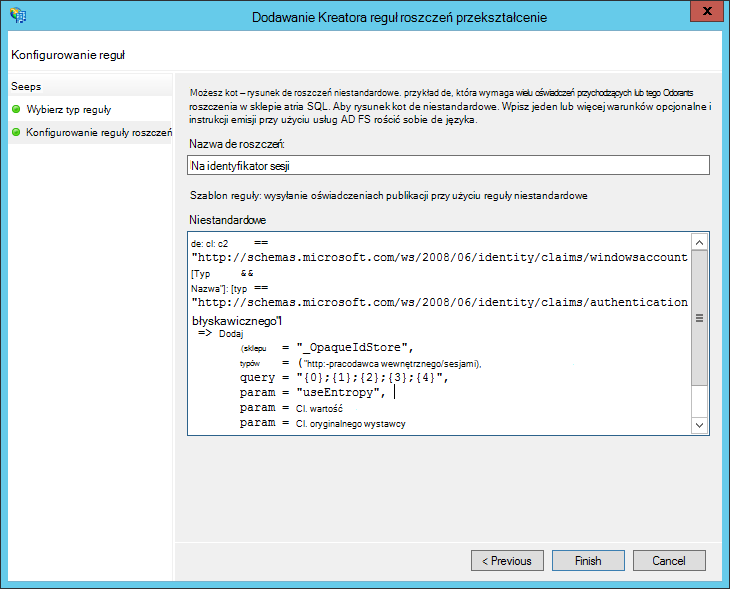 Dodawanie Kreatora reguł roszczeń przekształcenie
X
Konfigurowanie reguł
Seeps
Wybierz typ reguły
Konfigurowanie reguły roszczeń
Możesz kot – rysunek de roszczeń niestandardowe. przykład de, która wymaga wielu oświadczeń przychodzących lub tego Odorants
roszczenia w sklepie atria SQL. Aby rysunek kot de niestandardowe. Wpisz jeden lub więcej warunków opcjonalne i
instrukcji emisji przy użyciu usług AD FS rościć sobie de języka.
Nazwa de roszczeń:
Na identyfikator sesji
Szablon reguły: wysyłanie oświadczeniach publikacji przy użyciu reguły niestandardowe
Niestandardowe
de: cl: c2 ==
"http://schemas.microsoft.com/ws/2008/06/identity/claims/windowsaccount
[Typ &&
Nazwa"]: [typ ==
"http://schemas.microsoft.com/ws/2008/06/identity/claims/authentication
błyskawicznego"]
=> Dodaj
(sklepu = "_OpaqueIdStore",
typów = ("http:-pracodawca wewnętrznego/sesjami),
query = "{0};{1};{2};{3};{4}",
param = "useEntropy",
param = Cl. wartość
param = Cl. oryginalnego wystawcy
< Previous
Finish
Cancel